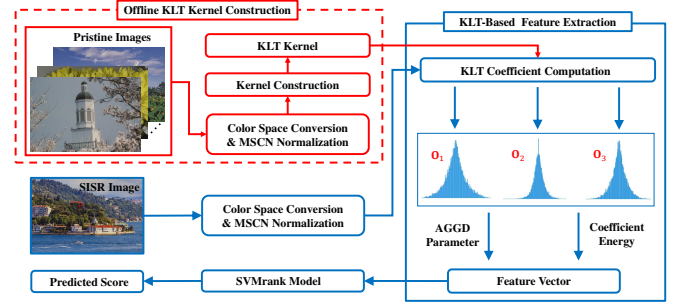 Offline KLT Kernel Construction
KLT-Based Feature Extraction
Pristine Images
KLT Kernel
Kernel Construction
Color Space Conversion
& MSCN Normalization
KLT Coefficient Computation
O1
O2
O3
SISR Image
Color Space Conversion
& MSCN Normalization
AGGD
Parameter
Coefficient
Energy
Predicted Score
SVMrank Model
Feature Vector